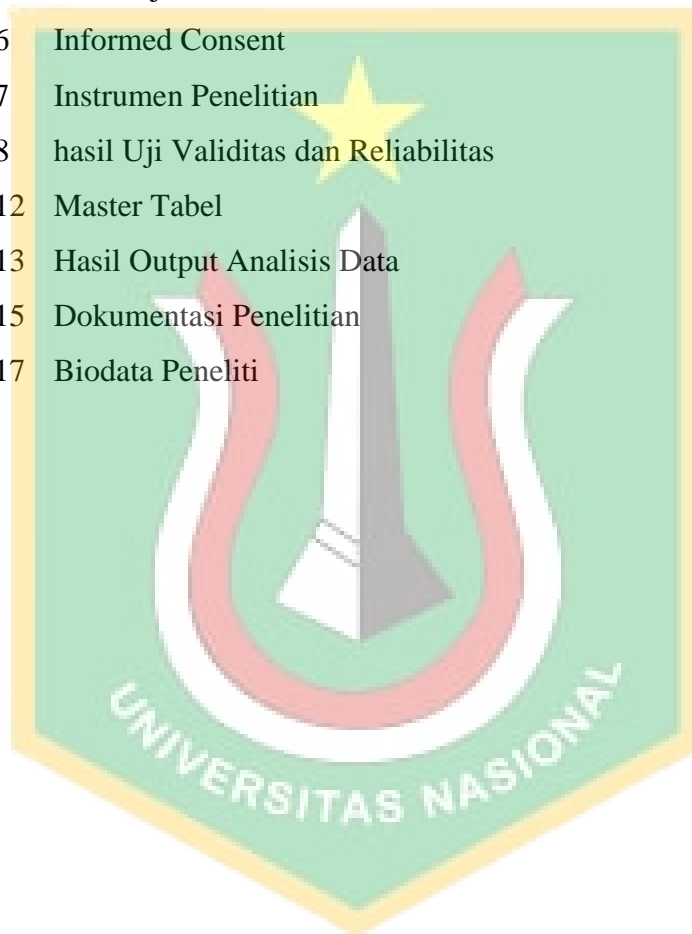 6 Informed Consent
7 Instrumen Penelitian
8 hasil Uji Validitas dan Reliabilitas
12 Master Tabel
13 Hasil Output Analisis Data
15 Dokumentasi Penelitian
17 Biodata Peneliti
UNIVERSITAS NASIONAL